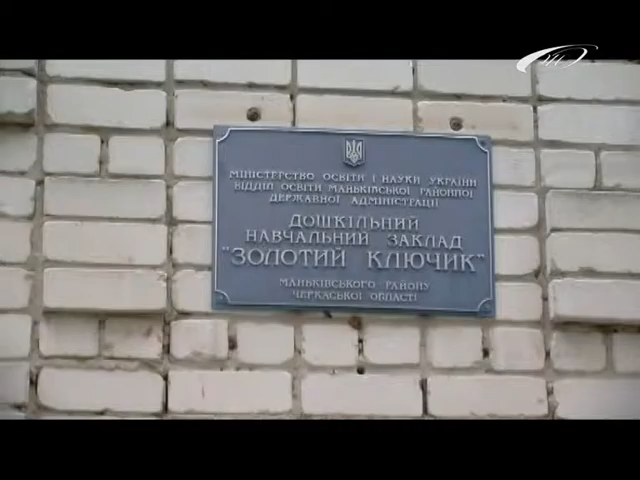 МІНІСТЕРСТВО ОСВІТИ І НАУКИ УКРАЇНИ
ВІДДІЛ ОСВІТИ МАНЬКІВСЬКОЇ РАЙОННОЇ
ДЕРЖАВНОЇ АДМІНІСТРАЦІЇ
ДОШКІЛЬНИЙ
НАВЧАЛЬНИЙ ЗАКЛАД
"ЗОЛОТИЙ КЛЮЧИК"
МАНЬКІВСЬКОГО РАЙОНУ
ЧЕРКАСЬКОЇ ОБЛАСТІ